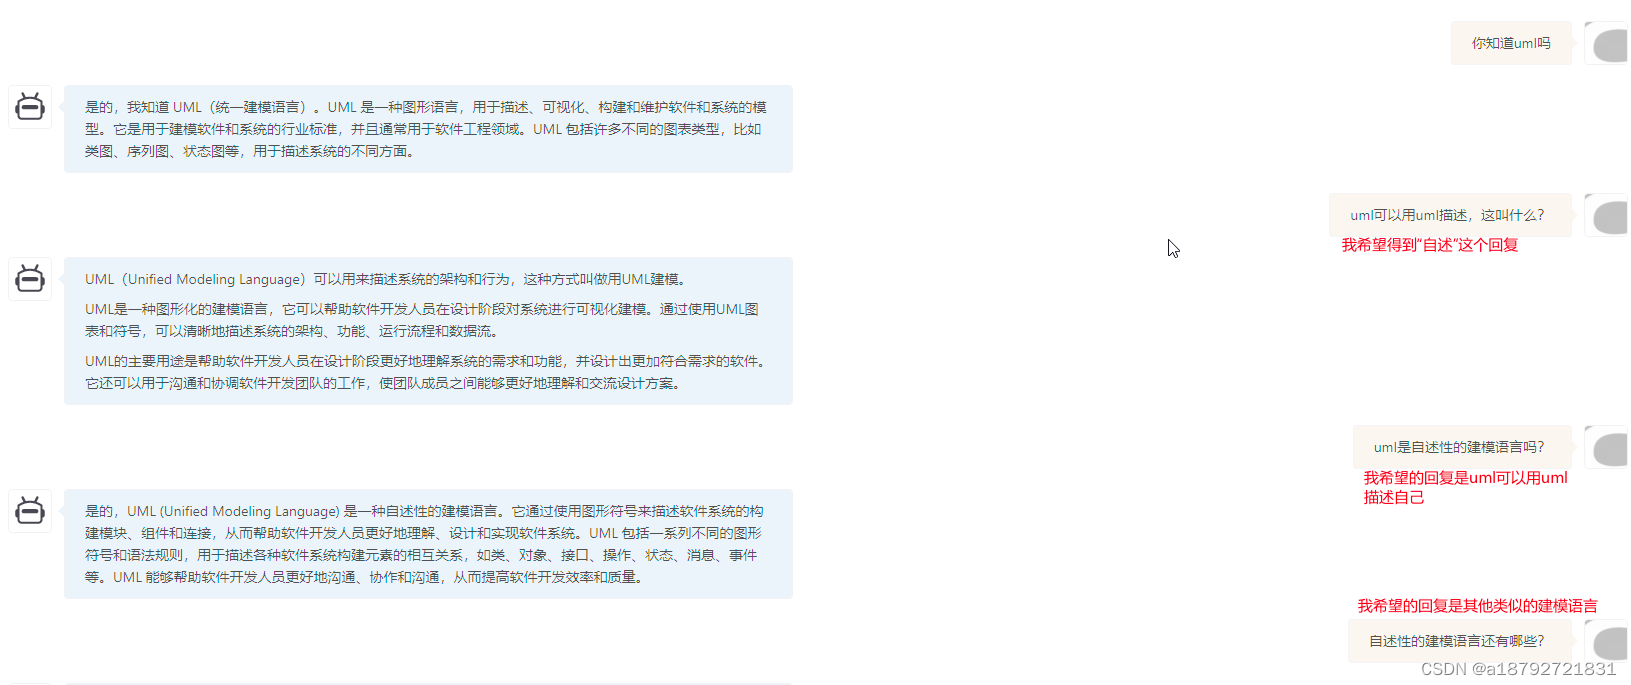 你知道uml吗
是的，我知道 UML（统一建模语言）。UML 是一种图形语言，用于描述、可视化、构建和维护软件和系统的模
型。它是用于建模软件和系统的行业标准，并且通常用于软件工程领域。UML 包括许多不同的图表类型，比如
类图、序列图、状态图等，用于描述系统的不同方面。
uml可以用uml描述，这叫什么？
我希望得到“自述”这个回复
UML（Unified Modeling Language）可以用来描述系统的架构和行为，这种方式叫做用UML建模。
UML是一种图形化的建模语言，它可以帮助软件开发人员在设计阶段对系统进行可视化建模。通过使用UML图
表和符号，可以清晰地描述系统的架构、功能、运行流程和数据流。
UML的主要用途是帮助软件开发人员在设计阶段更好地理解系统的需求和功能，并设计出更加符合需求的软件。
它还可以用于沟通和协调软件开发团队的工作，使团队成员之间能够更好地理解和交流设计方案。
uml是自述性的建模语言吗？
我希望的回复是uml可以用uml
描述自己
是的，UML (Unified Modeling Language) 是一种自述性的建模语言。它通过使用图形符号来描述软件系统的构
建模块、组件和连接，从而帮助软件开发人员更好地理解、设计和实现软件系统。UML 包括一系列不同的图形
符号和语法规则，用于描述各种软件系统构建元素的相互关系，如类、对象、接口、操作、状态、消息、事件
等。UML 能够帮助软件开发人员更好地沟通、协作和沟通，从而提高软件开发效率和质量。
我希望的回复是其他类似的建模语言
自述性的建模语言还有哪些？
CSDN @a18792721831